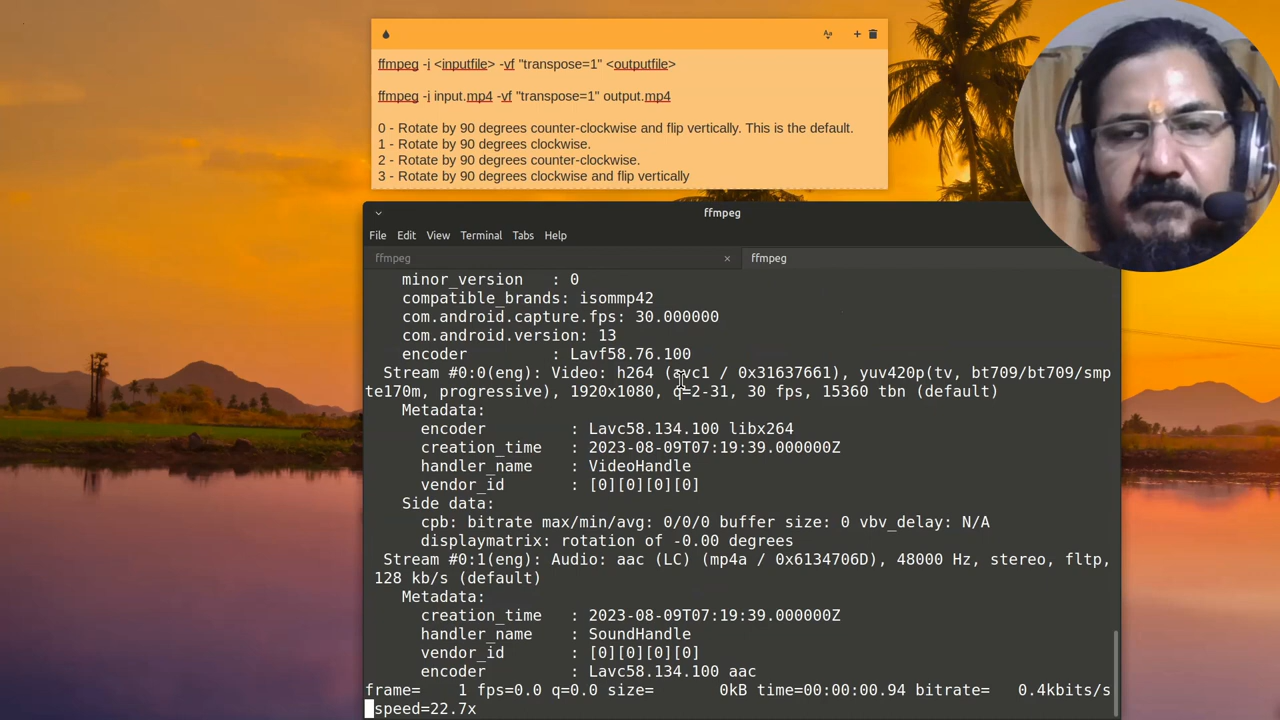 ffmpeg -i <inputfile> -vf "transpose=1" <outputfile>
ffmpeg -i input.mp4 -vf "transpose=1" output.mp4
0 - Rotate by 90 degrees counter-clockwise and flip vertically. This is the default.
1 - Rotate by 90 degrees clockwise.
2 - Rotate by 90 degrees counter-clockwise.
3 - Rotate by 90 degrees clockwise and flip vertically
ffmpeg
File Edit View Terminal Tabs Help
ffmpeg × ffmpeg
minor_version : 0
compatible_brands: isommp42
com.android.capture.fps: 30.000000
com.android.version: 13
encoder : Lavf58.76.100
Stream #0:0(eng): Video: h264 (avc1 / 0x31637661), yuv420p(tv, bt709/bt709/smp
te170m, progressive), 1920x1080, q=2-31, 30 fps, 15360 tbn (default)
Metadata:
encoder : Lavc58.134.100 libx264
creation_time : 2023-08-09T07:19:39.000000Z
handler_name : VideoHandle
vendor_id : [0][0][0][0]
Side data:
cpb: bitrate max/min/avg: 0/0/0 buffer size: 0 vbv_delay: N/A
displaymatrix: rotation of -0.00 degrees
Stream #0:1(eng): Audio: aac (LC) (mp4a / 0x6134706D), 48000 Hz, stereo, fltp,
128 kb/s (default)
Metadata:
creation_time : 2023-08-09T07:19:39.000000Z
handler_name : SoundHandle
vendor_id : [0][0][0][0]
encoder : Lavc58.134.100 aac
frame= 1 fps=0.0 q=0.0 size= 0kB time=00:00:00.94 bitrate= 0.4kbits/s
speed=22.7x